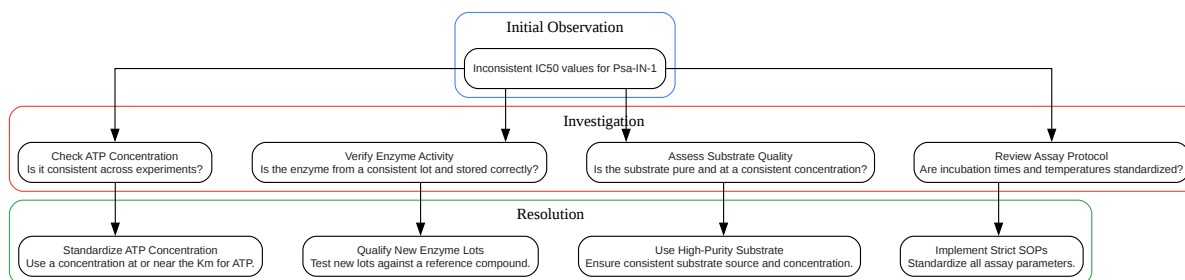 Initial Observation
Inconsistent IC50 values for Psa-IN-1
Investigation
Check ATP Concentration
Is it consistent across experiments?
Verify Enzyme Activity
Is the enzyme from a consistent lot and stored correctly?
Assess Substrate Quality
Is the substrate pure and at a consistent concentration?
Review Assay Protocol
Are incubation times and temperatures standardized?
Resolution
Standardize ATP Concentration
Use a concentration at or near the Km for ATP.
Qualify New Enzyme Lots
Test new lots against a reference compound.
Use High-Purity Substrate
Ensure consistent substrate source and concentration.
Implement Strict SOPs
Standardize all assay parameters.